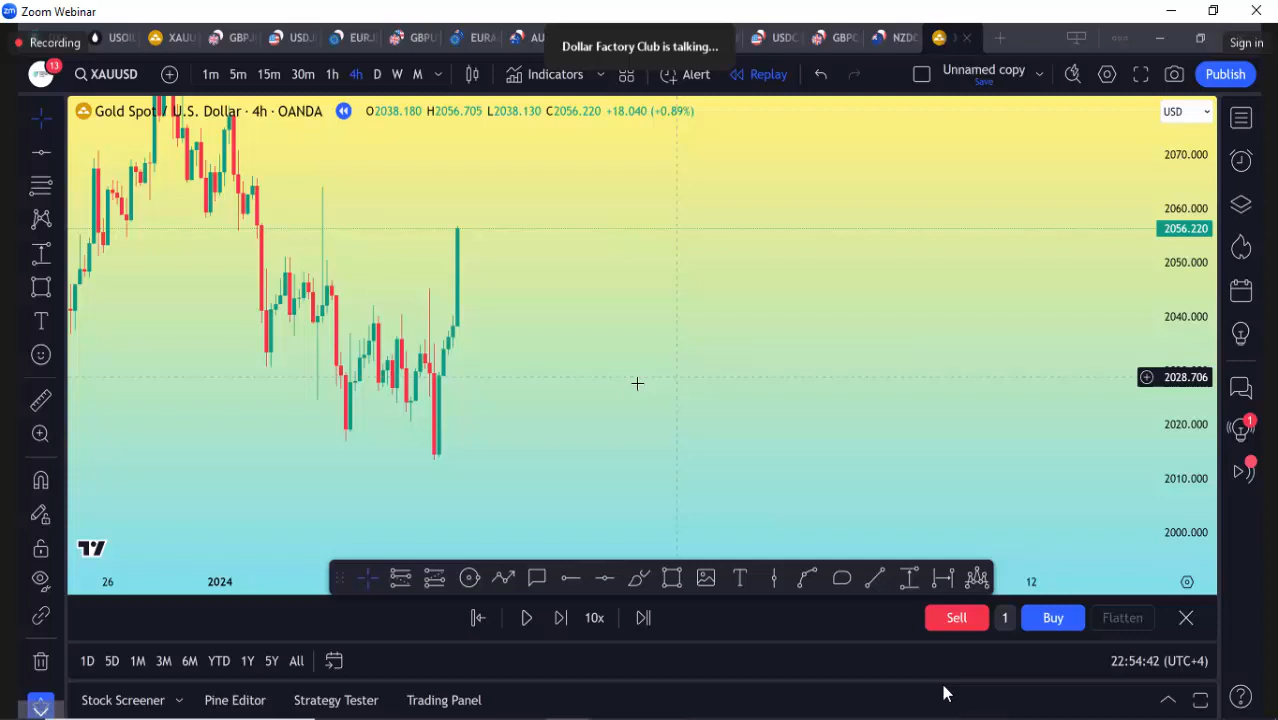 zm Zoom Webinar
Recording
USOIL
XAU
GBPJ
USDJ
EURJ
GBPU
EURA
AU
Dollar Factory Club is talking...
USDC
GBPC
NZDC
Sign in
13
XAUUSD
1m 5m 15m 30m 1h 4h D W M
Indicators
Alert
Replay
Unnamed copy
Save
Publish
Gold Spot / U.S. Dollar · 4h · OANDA
O2038.180 H2056.705 L2038.130 C2056.220 +18.040 (+0.89%)
USD
2070.000
2060.000
2056.220
2050.000
2040.000
2028.706
2020.000
2010.000
2000.000
1
26 2024 12
10x
Sell 1 Buy Flatten
1D 5D 1M 3M 6M YTD 1Y 5Y All
22:54:42 (UTC+4)
Stock Screener Pine Editor Strategy Tester Trading Panel